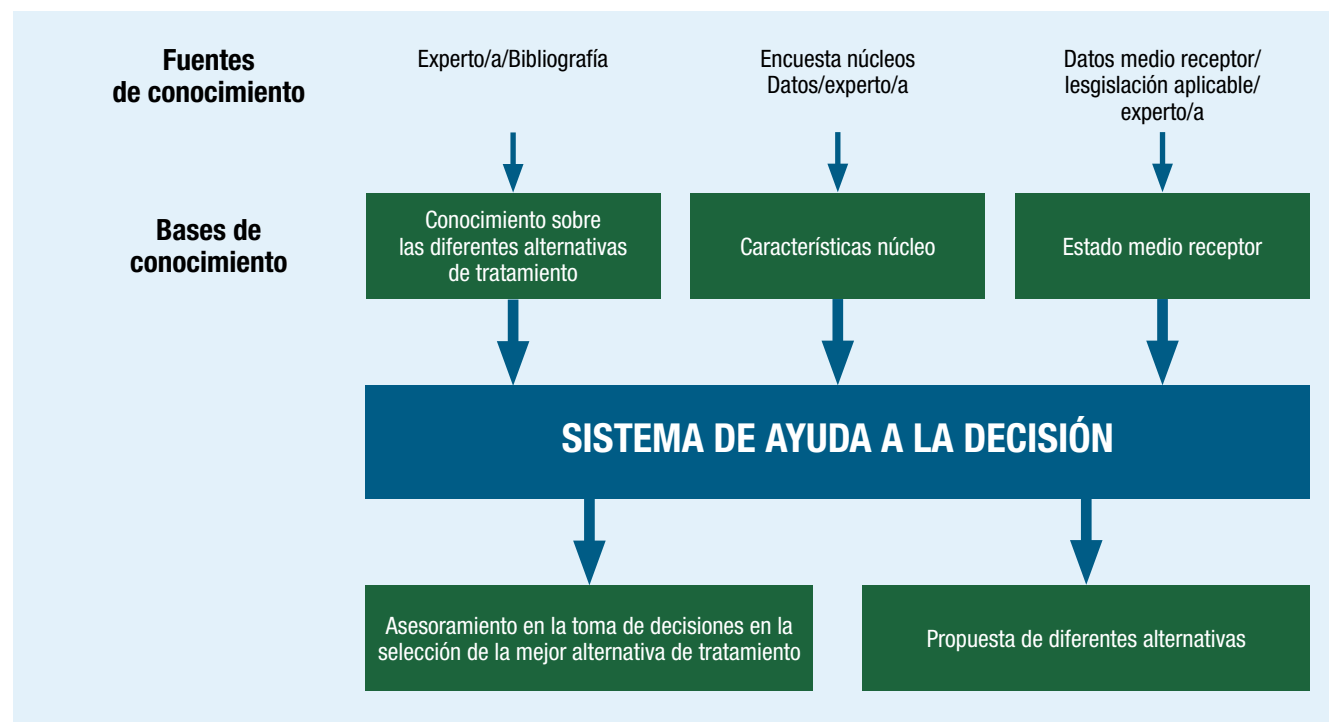 Fuentes
de conocimiento
Experto/a/Bibliografía
Encuesta núcleos
Datos/experto/a
Datos medio receptor/
lesgislación aplicable/
experto/a
Bases de
conocimiento
Conocimiento sobre
las diferentes alternativas
de tratamiento
Características núcleo
Estado medio receptor
SISTEMA DE AYUDA A LA DECISIÓN
Asesoramiento en la toma de decisiones en la
selección de la mejor alternativa de tratamiento
Propuesta de diferentes alternativas